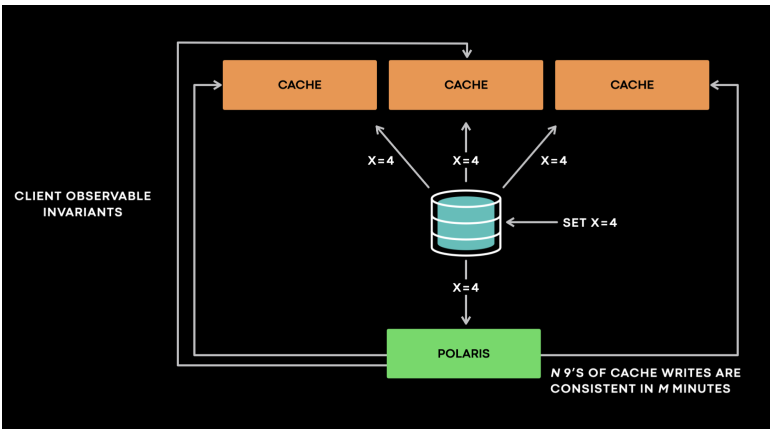 CACHE
CACHE
CACHE
X=4
X=4
X=4
CLIENT OBSERVABLE
INVARIANTS
SET X=4
X=4
POLARIS
N 9'S OF CACHE WRITES ARE
CONSISTENT IN M MINUTES